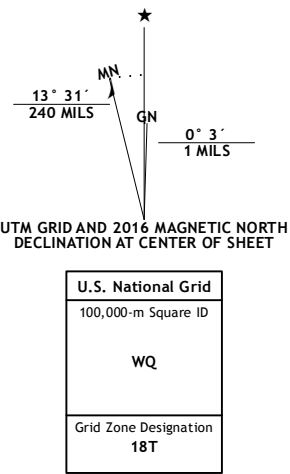 MN
GN
13° 31´
240 MILS
0° 3´
1 MILS
UTM GRID AND 2016 MAGNETIC NORTH
DECLINATION AT CENTER OF SHEET
U.S. National Grid
100,000-m Square ID
WQ
Grid Zone Designation
18T